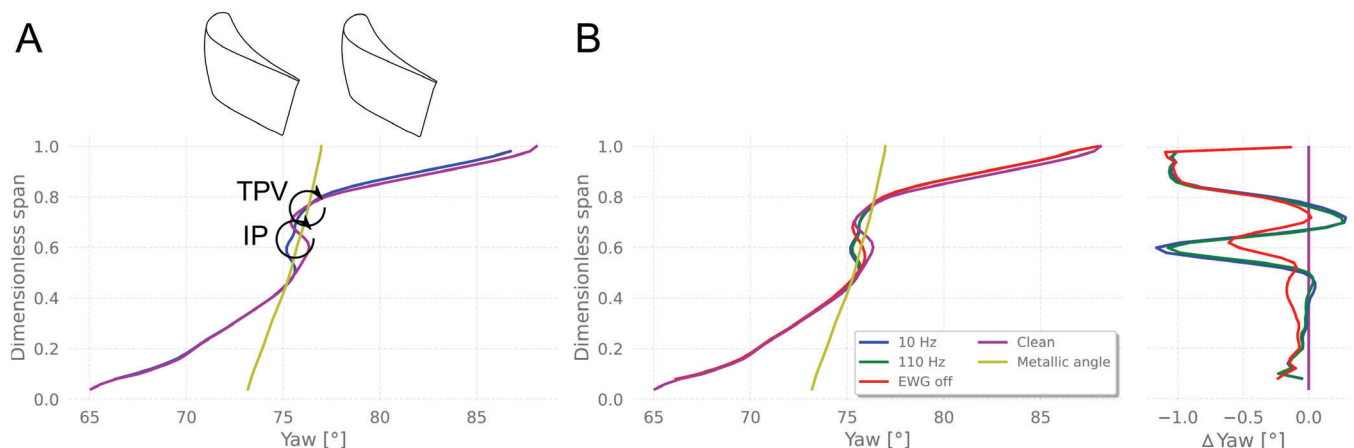 A
B
TPV
IP
Dimensionless span
1.0
0.8
0.6
0.4
0.2
0.0
65
70
75
80
85
Yaw [°]
Dimensionless span
1.0
0.8
0.6
0.4
0.2
0.0
65
70
75
80
85
Yaw [°]
10 Hz
110 Hz
EWG off
Clean
Metallic angle
−1.0
−0.5
0.0
Δ Yaw [°]